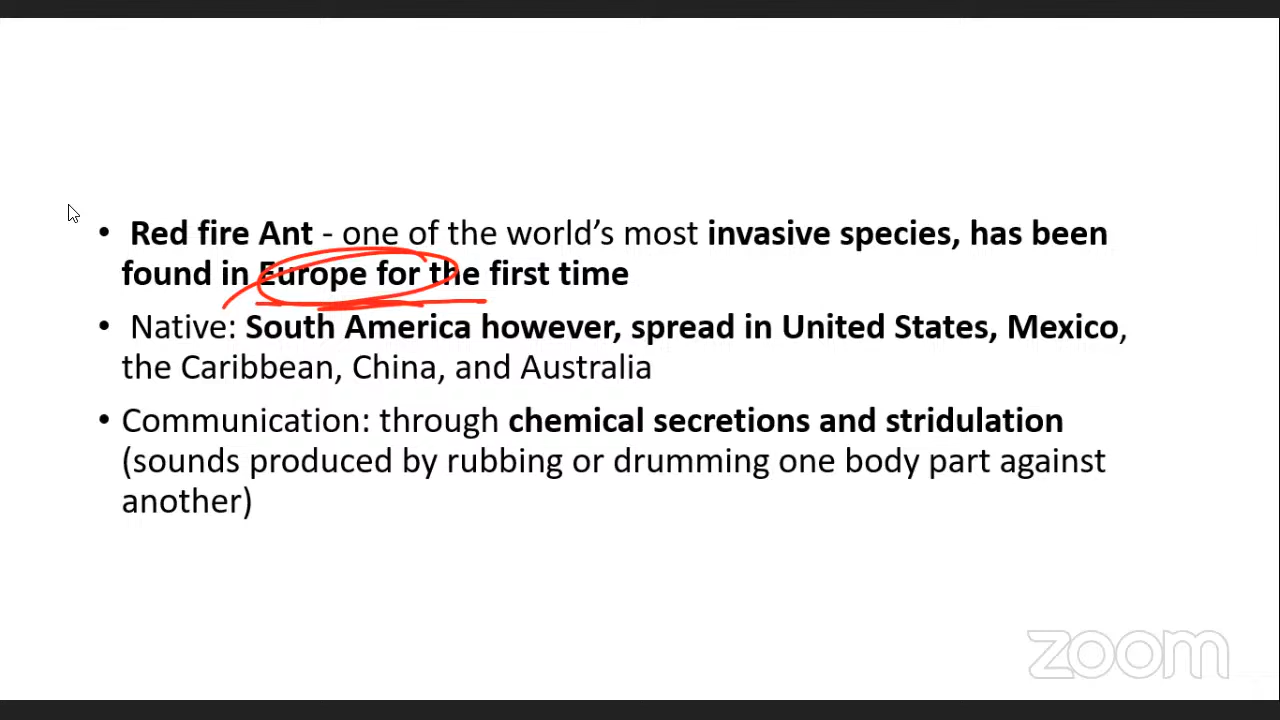 • Red fire Ant - one of the world's most invasive species, has been
found in Europe for the first time
• Native: South America however, spread in United States, Mexico,
the Caribbean, China, and Australia
• Communication: through chemical secretions and stridulation
(sounds produced by rubbing or drumming one body part against
another)
zoom